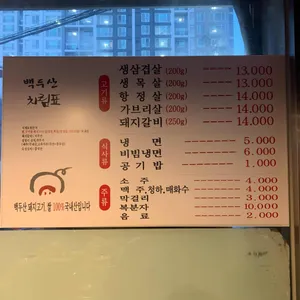 백두산
차림표
고기류
생삼겹살 (200g) 13.000
생 목 살 (200g) 13.000
항 정 살 (200g) 14.000
가브리살 (200g) 14.000
돼지갈비 (250g) 14.000
식사류
냉 면 5.000
비빔냉면 6.000
공 기 밥 1.000
주류
소 주 4.000
맥 주,청하,매화수 4.000
막걸리 3.000
복분자 10.000
음 료 2.000
백두산 돼지고기, 쌀 100% 국내산입니다